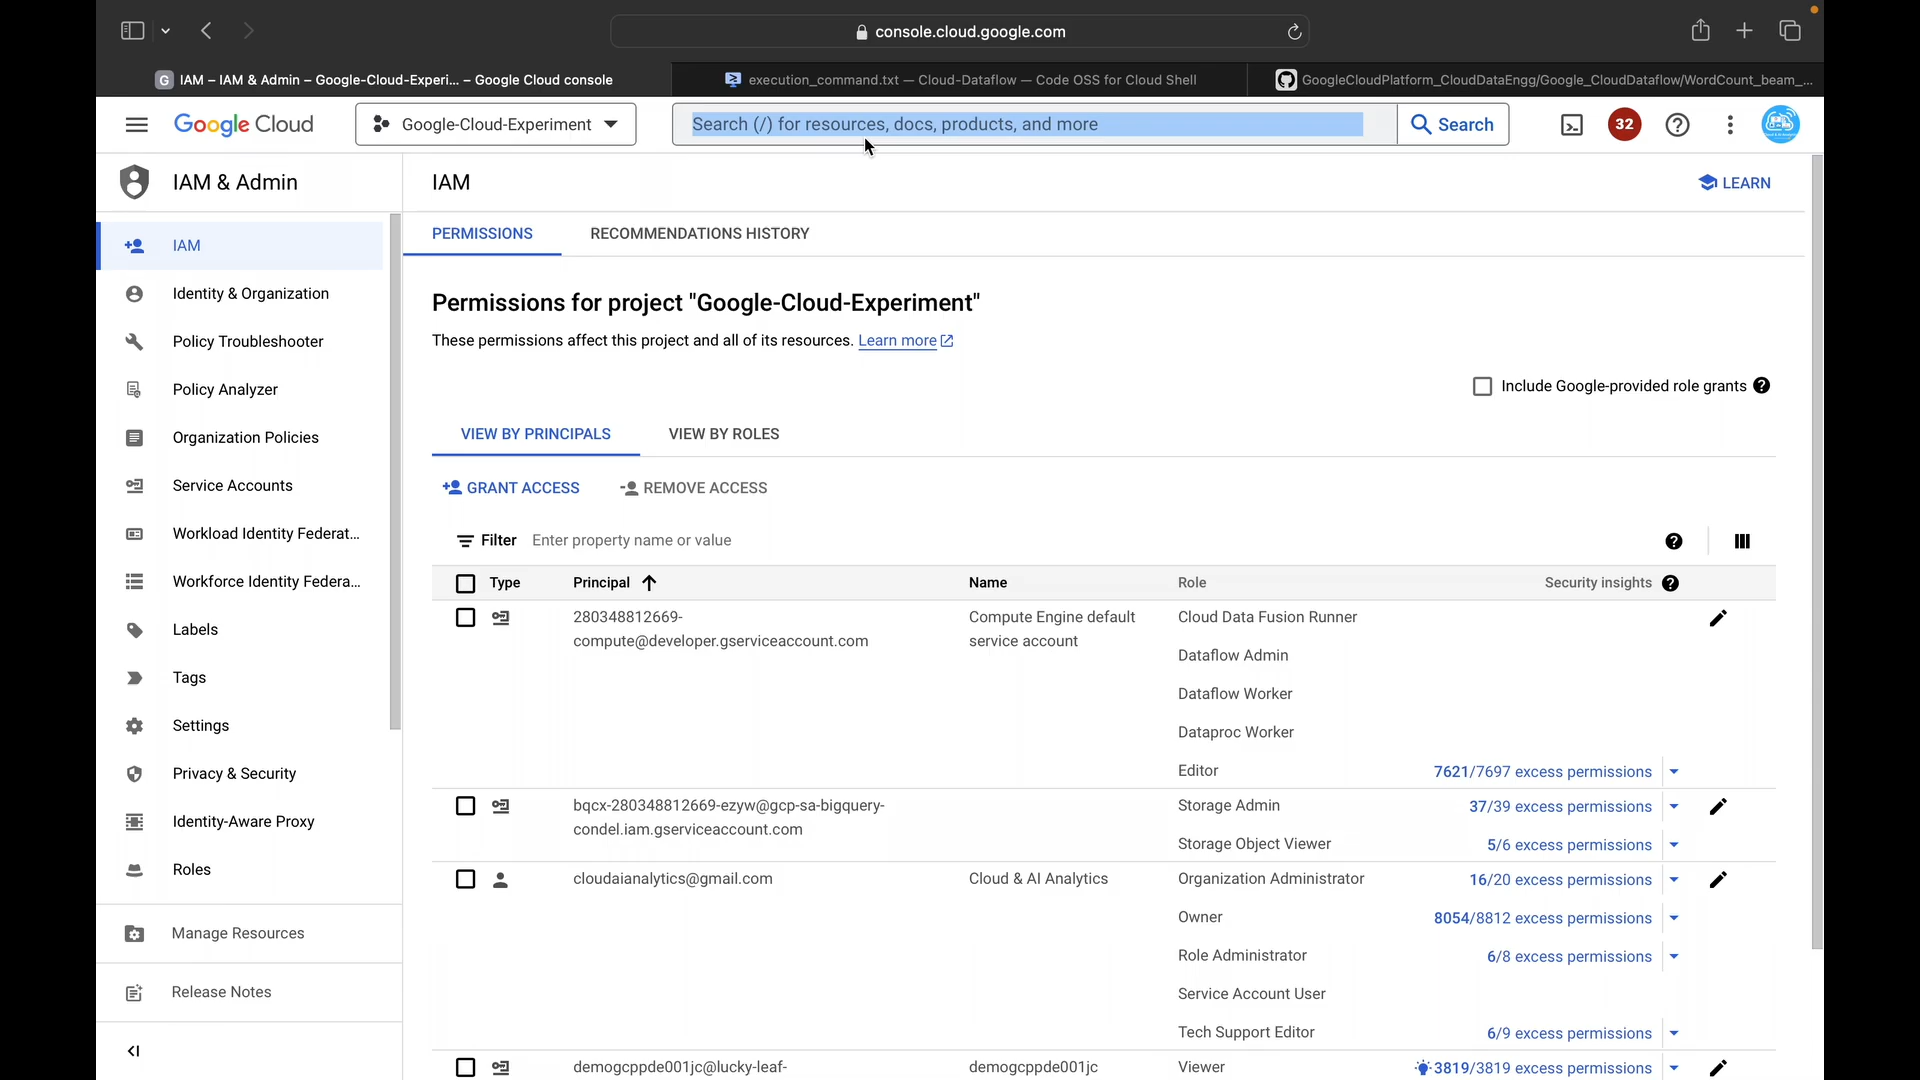 console.cloud.google.com
IAM – IAM & Admin – Google-Cloud-Experi... – Google Cloud console
execution_command.txt — Cloud-Dataflow — Code OSS for Cloud Shell
GoogleCloudPlatform_CloudDataEngg/Google_CloudDataflow/WordCount_beam_...
Google Cloud
Google-Cloud-Experiment
Search (/) for resources, docs, products, and more
Search
32
IAM & Admin
IAM
LEARN
IAM
Identity & Organization
Policy Troubleshooter
Policy Analyzer
Organization Policies
Service Accounts
Workload Identity Federat...
Workforce Identity Federa...
Labels
Tags
Settings
Privacy & Security
Identity-Aware Proxy
Roles
Manage Resources
Release Notes
PERMISSIONS
RECOMMENDATIONS HISTORY
Permissions for project "Google-Cloud-Experiment"
These permissions affect this project and all of its resources. Learn more
Include Google-provided role grants
VIEW BY PRINCIPALS
VIEW BY ROLES
GRANT ACCESS
REMOVE ACCESS
Filter Enter property name or value
Type Principal Name Role Security insights
280348812669-
compute@developer.gserviceaccount.com
Compute Engine default
service account
Cloud Data Fusion Runner
Dataflow Admin
Dataflow Worker
Dataproc Worker
Editor 7621/7697 excess permissions
bqcx-280348812669-ezyw@gcp-sa-bigquery-
condel.iam.gserviceaccount.com
Storage Admin 37/39 excess permissions
Storage Object Viewer 5/6 excess permissions
cloudaianalytics@gmail.com
Cloud & AI Analytics
Organization Administrator 16/20 excess permissions
Owner 8054/8812 excess permissions
Role Administrator 6/8 excess permissions
Service Account User
Tech Support Editor 6/9 excess permissions
demogcppde001jc@lucky-leaf-
demogcppde001jc
Viewer 3819/3819 excess permissions